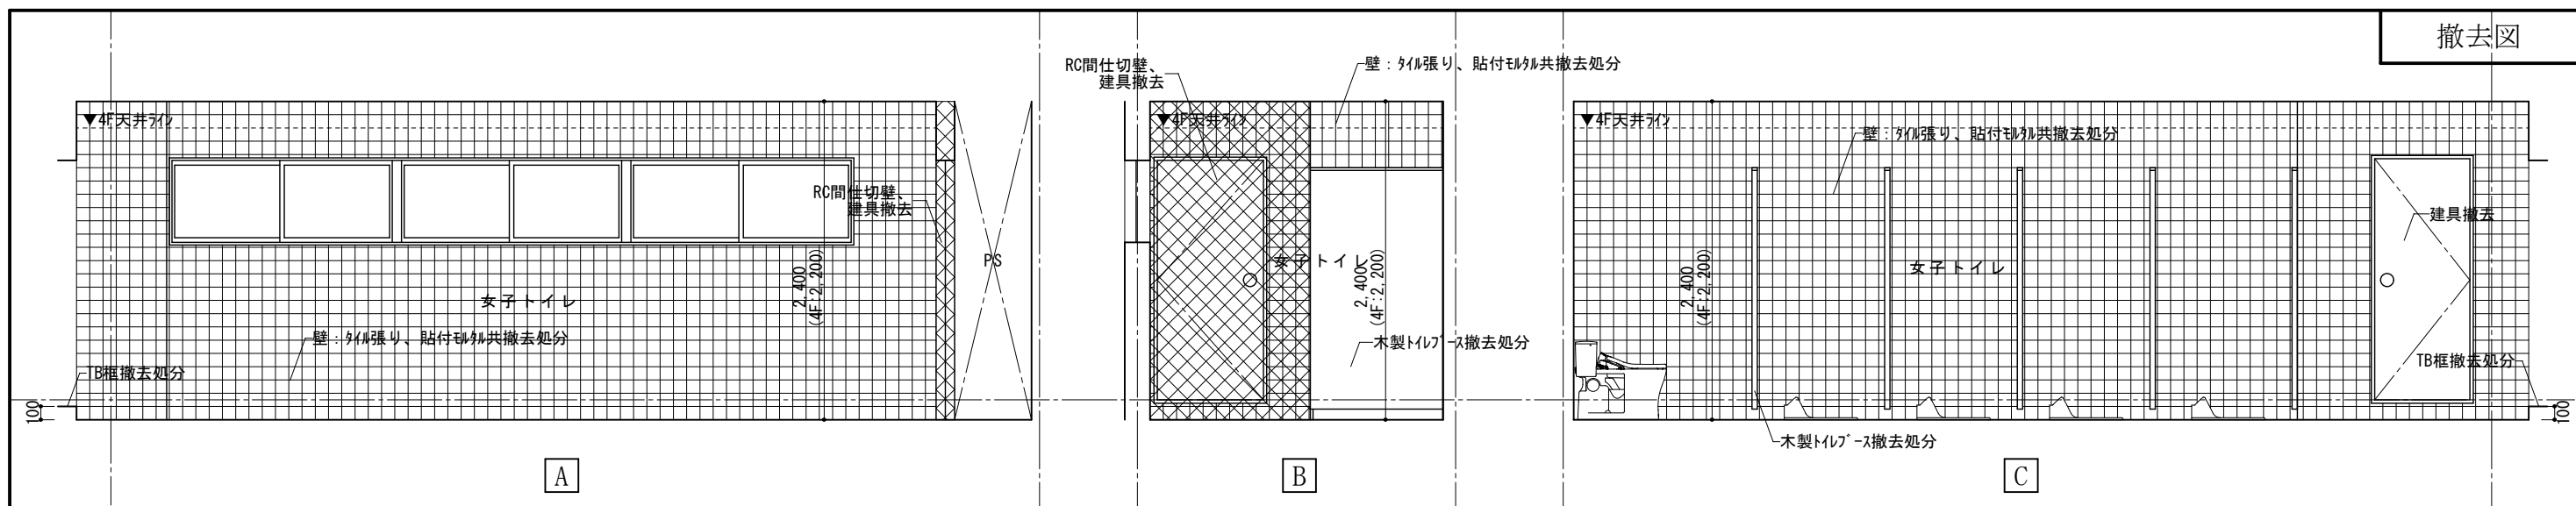 撤去図
▼4F天井ﾗｲﾝ
RC間仕切壁、
建具撤去
PS
女子トイレ
2,400
(4F:2,200)
壁：ﾀｲﾙ張り、貼付ﾓﾙﾀﾙ共撤去処分
TB框撤去処分
100
A
RC間仕切壁、
建具撤去
壁：ﾀｲﾙ張り、貼付ﾓﾙﾀﾙ共撤去処分
▼4F天井ﾗｲﾝ
女子トイレ
2,400
(4F:2,200)
木製ﾄｲﾚﾌﾞｰｽ撤去処分
B
▼4F天井ﾗｲﾝ
壁：ﾀｲﾙ張り、貼付ﾓﾙﾀﾙ共撤去処分
建具撤去
女子トイレ
2,400
(4F:2,200)
TB框撤去処分
100
木製ﾄｲﾚﾌﾞｰｽ撤去処分
C